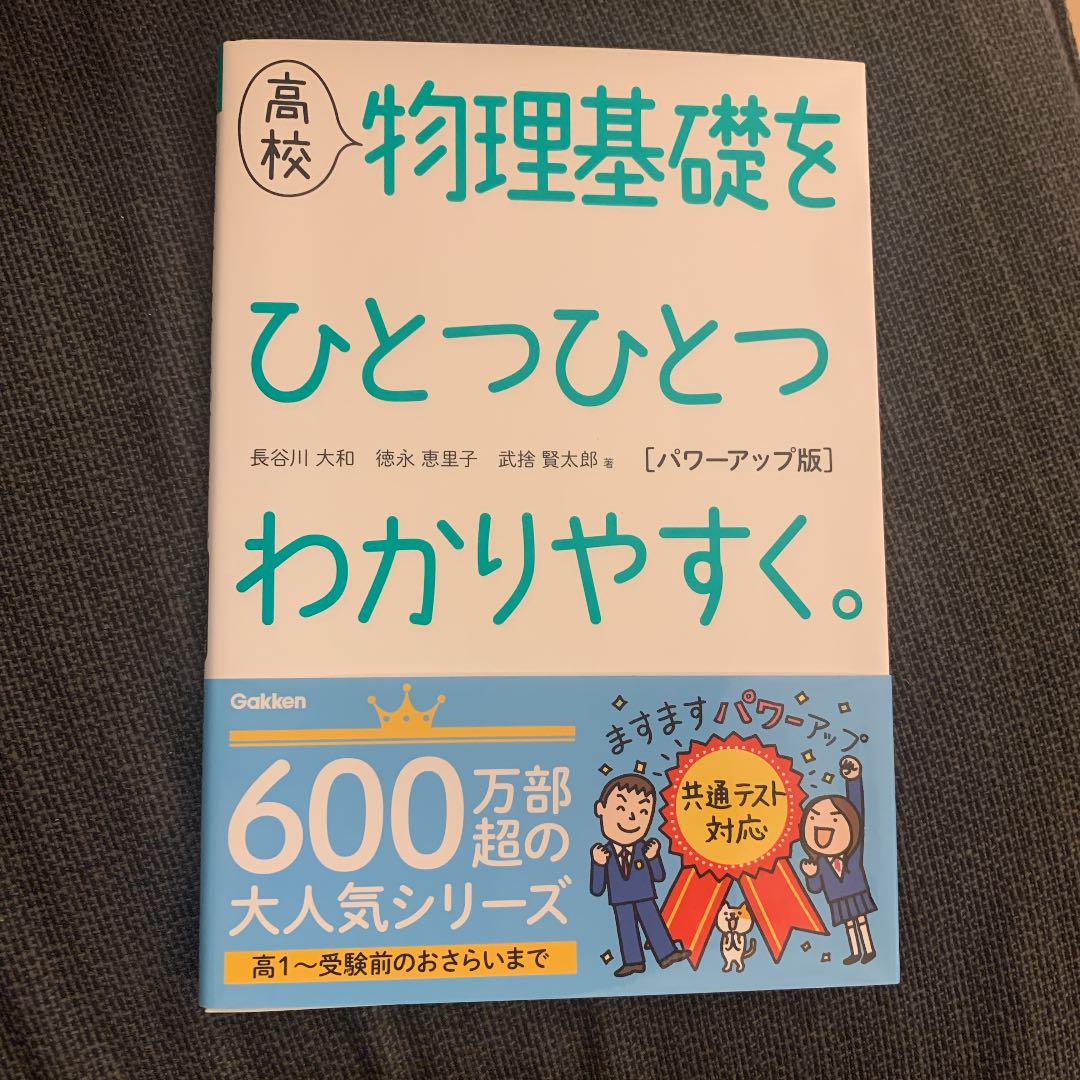 高校
物理基礎を
ひとつひとつ
長谷川 大和 徳永 恵里子 武捨 賢太郎 著 [パワーアップ版]
わかりやすく。
Gakken
600万部超の
大人気シリーズ
高1〜受験前のおさらいまで
ますますパワーアップ
共通テスト
対応